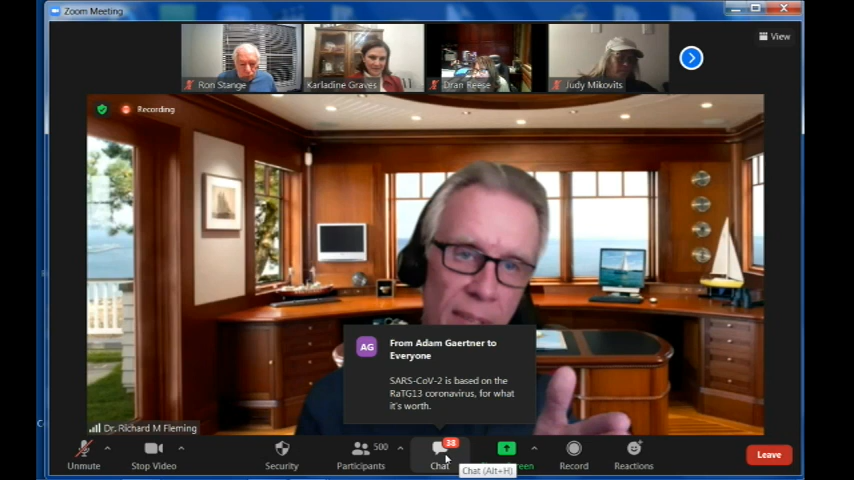 Zoom Meeting
View
Ron Stange
Karladine Graves
Dran Reese
Judy Mikovits
Recording
AG
From Adam Gaertner to
Everyone
SARS-CoV-2 is based on the
RaTG13 coronavirus, for what
it's worth.
Dr. Richard M Fleming
500
38
Unmute
Stop Video
Security
Participants
Chat
Chat (Alt+H)
Record
Reactions
Leave